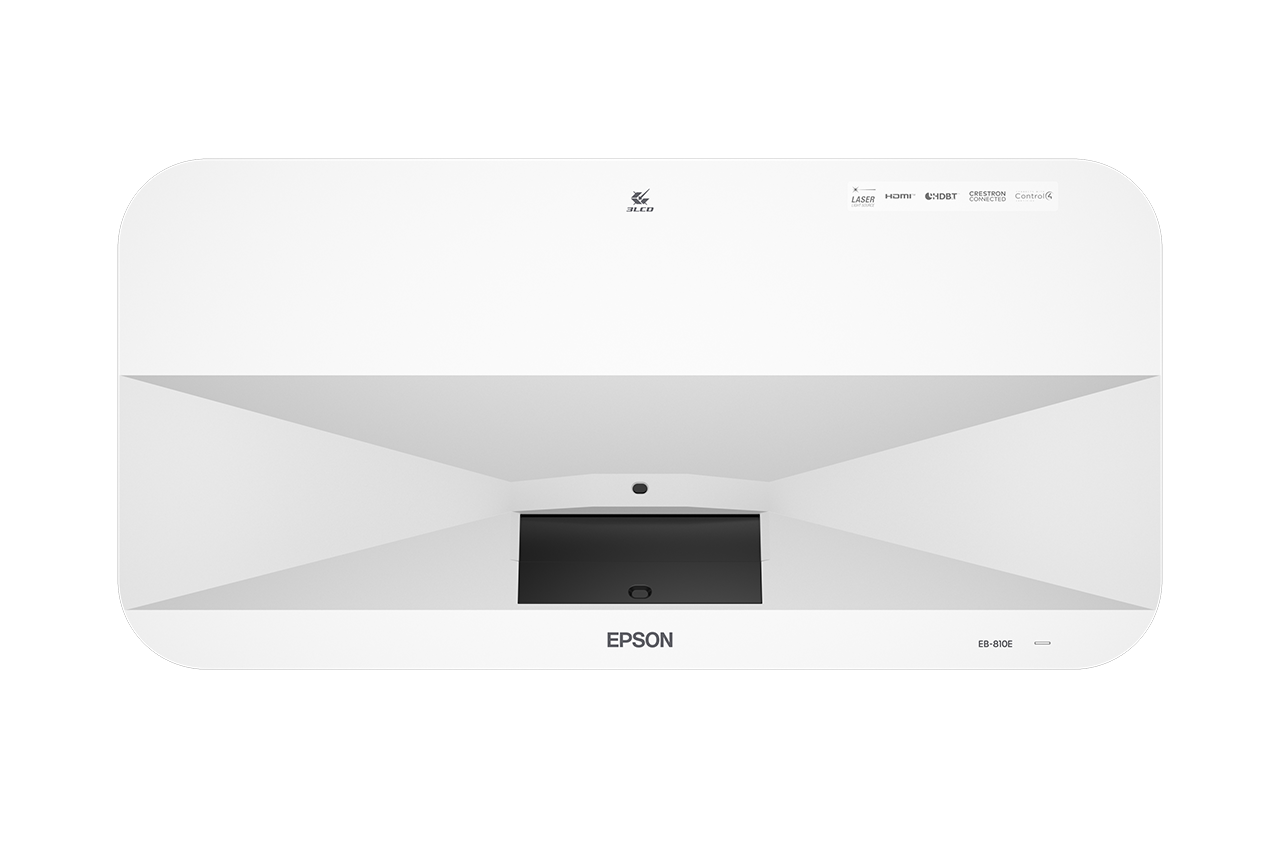 3LCD
LASER
HDMI
HDBT
CRESTRON
CONNECTED
Control4
EPSON
EB-810E